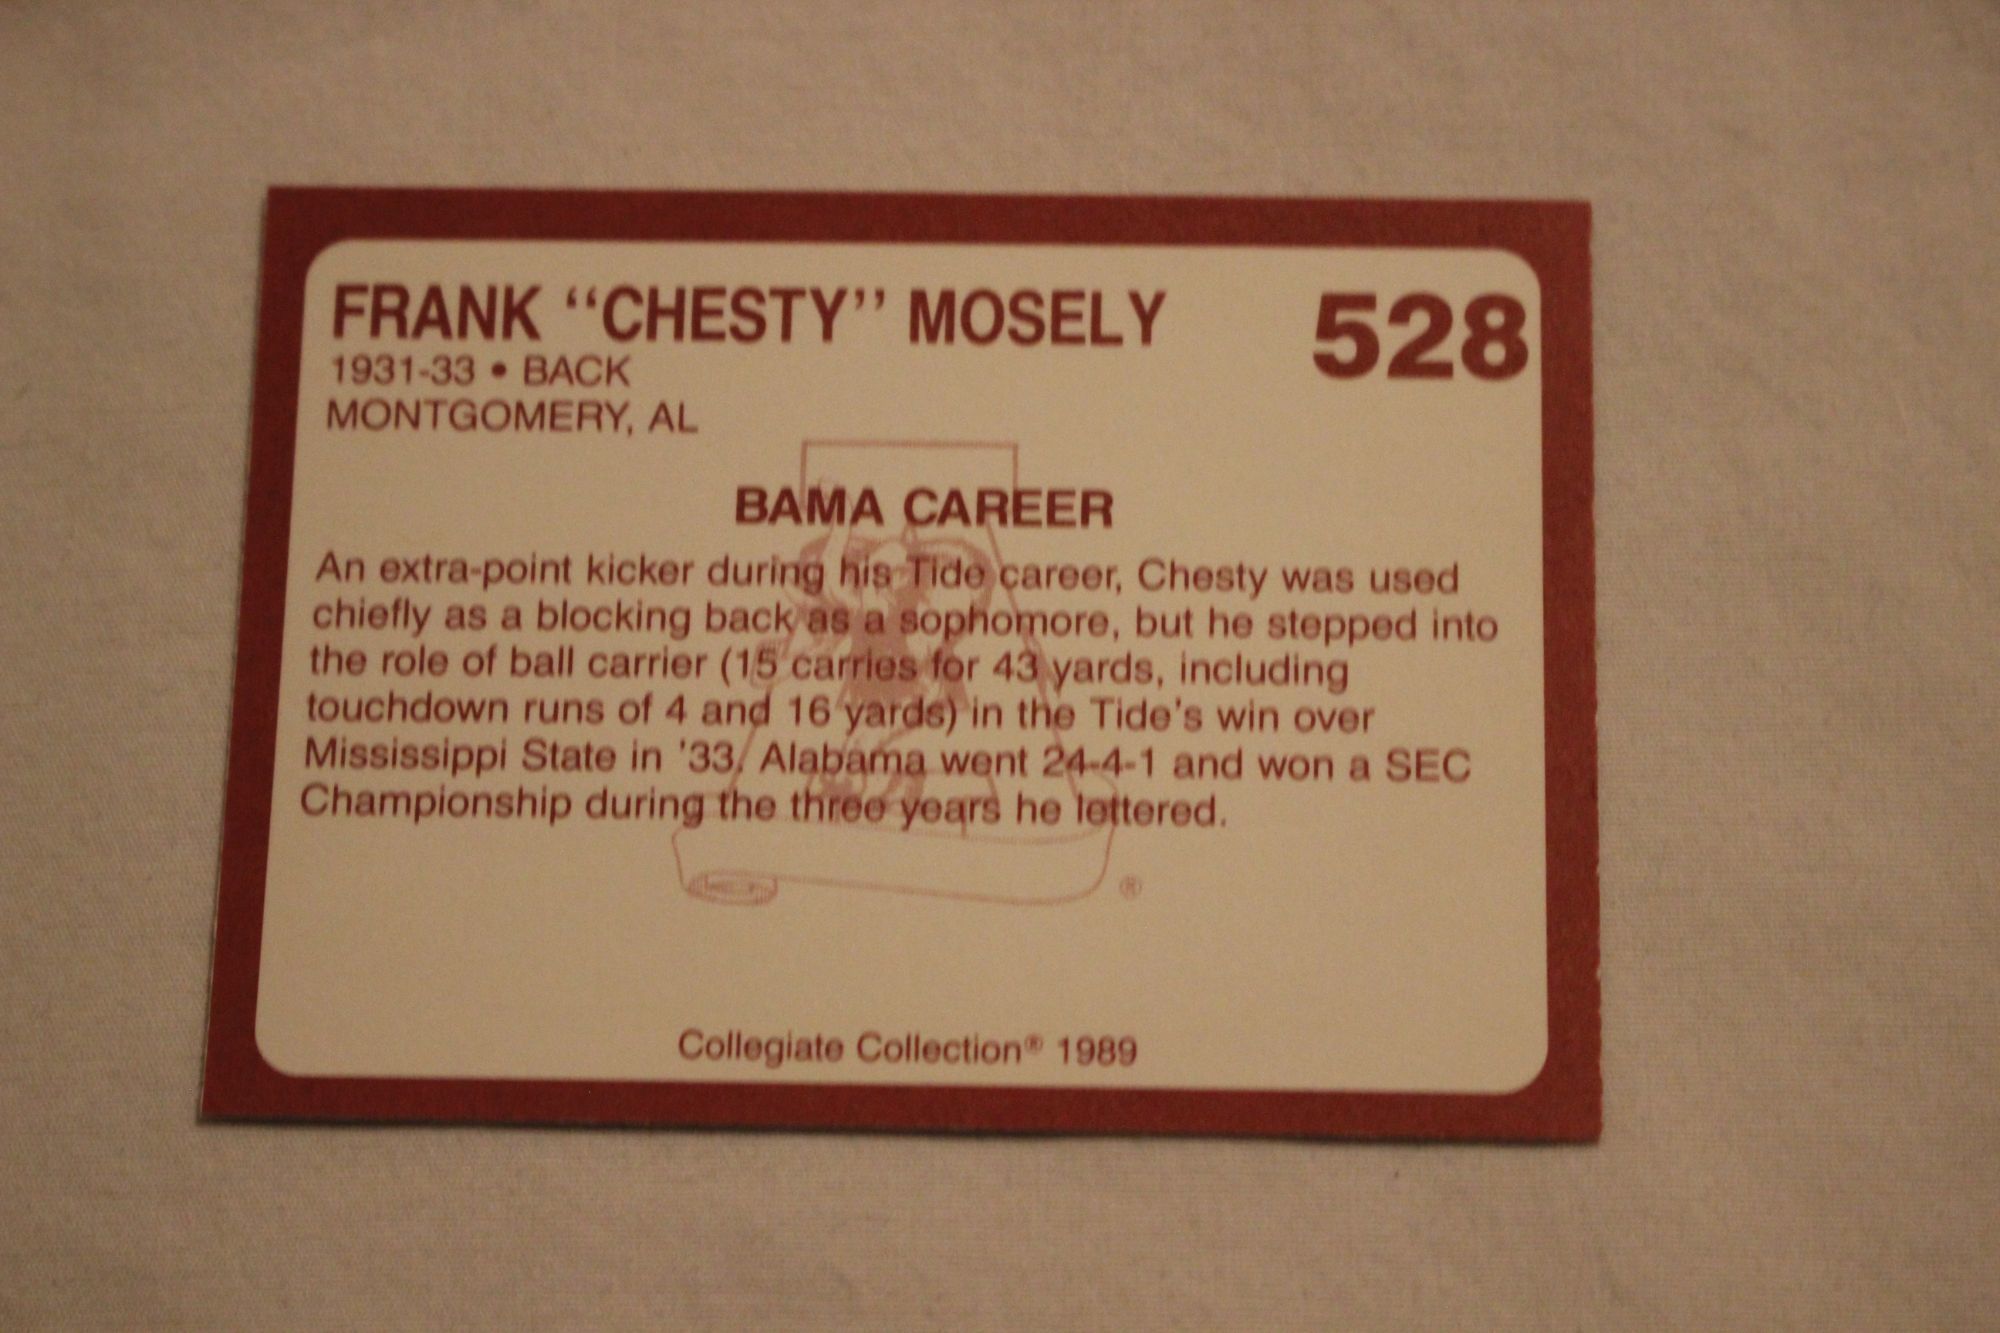 FRANK “CHESTY” MOSELY
528
1931-33 • BACK
MONTGOMERY, AL
BAMA CAREER
An extra-point kicker during his Tide career, Chesty was used
chiefly as a blocking back as a sophomore, but he stepped into
the role of ball carrier (15 carries for 43 yards, including
touchdown runs of 4 and 16 yards) in the Tide's win over
Mississippi State in '33. Alabama went 24-4-1 and won a SEC
Championship during the three years he lettered.
®
Collegiate Collection® 1989